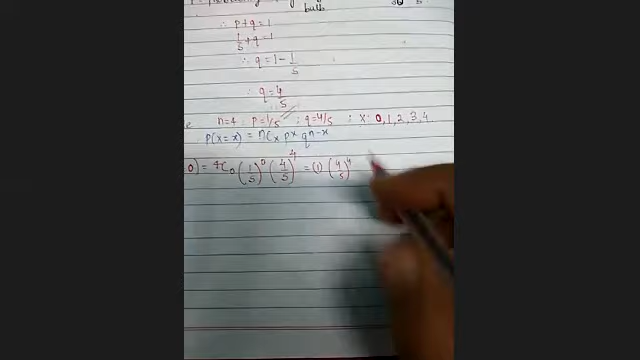 bulb
∴ p+q=1
1/5+q=1
∴ q=1-1/5
∴ q=4/5
n=4 p=1/5 ∴ q=4/5 ∴ X: 0,1,2,3,4
P(X=x) = nCx p^x q^n-x
0) = 4C0 (1/5)^0 (4/5)^4 = (1) (4/5)^4